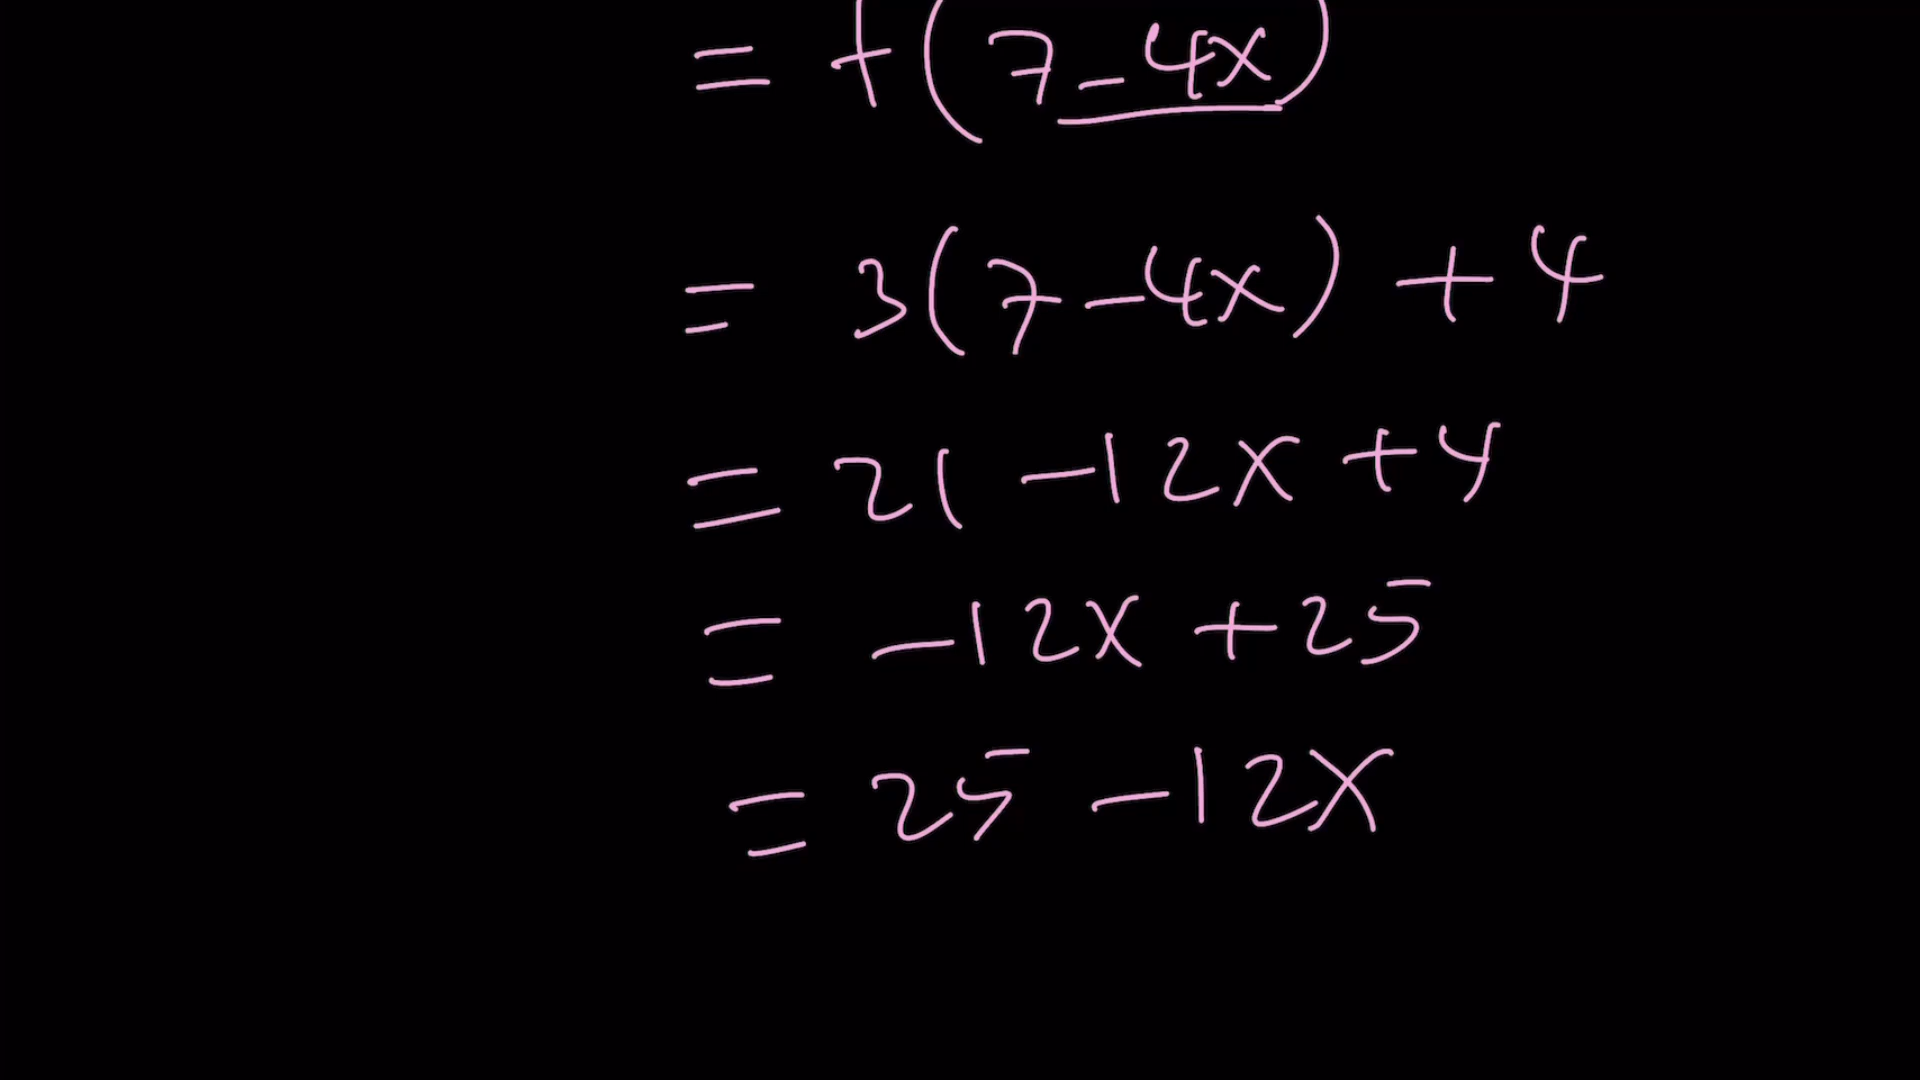 = f(7-4x)
= 3(7-4x) + 4
= 21 -12x +4
= -12x +25
= 25 -12x